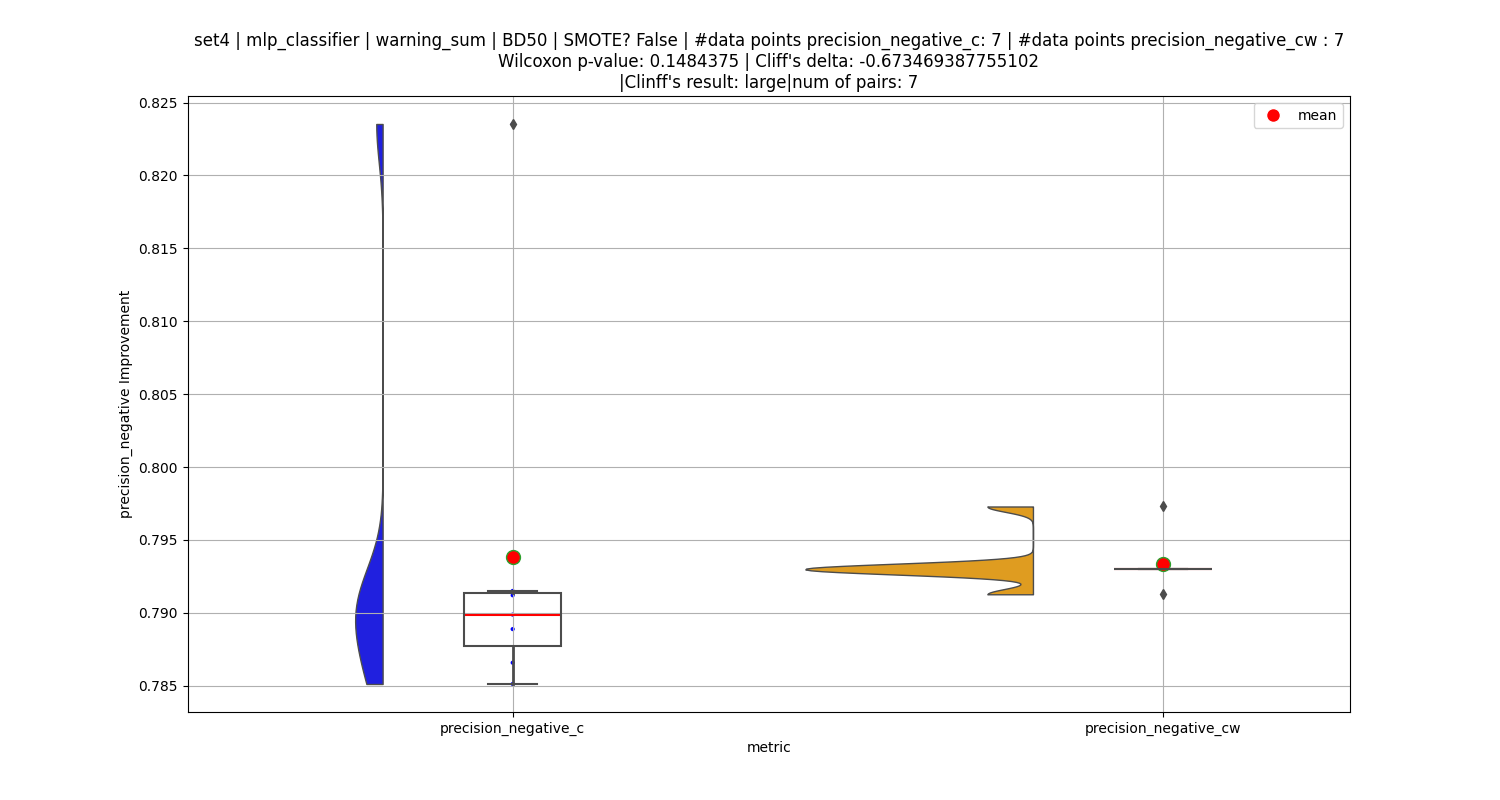 set4 | mlp_classifier | warning_sum | BD50 | SMOTE? False | #data points precision_negative_c: 7 | #data points precision_negative_cw : 7
Wilcoxon p-value: 0.1484375 | Cliff's delta: -0.673469387755102
|Clinff's result: large|num of pairs: 7
mean
0.825
0.820
0.815
0.810
0.805
0.800
0.795
0.790
0.785
precision_negative Improvement
precision_negative_c
precision_negative_cw
metric